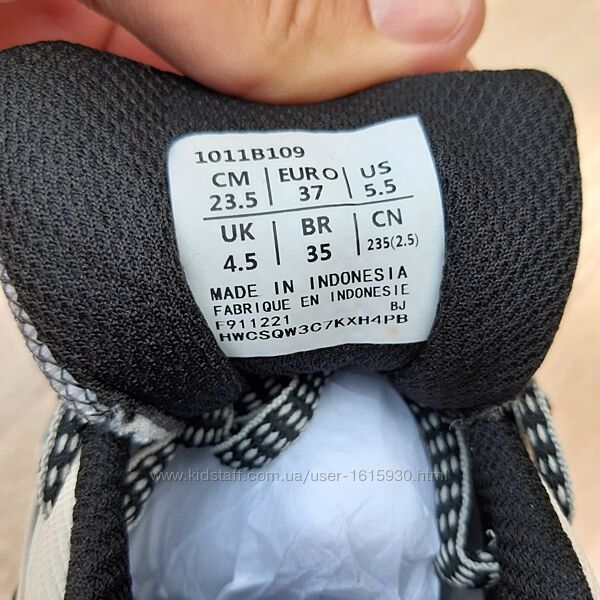 1011B109
CM EURO US
23.5 37 5.5
UK BR CN
4.5 35 235(2.5)
MADE IN INDONESIA
FABRIQUE EN INDONESIE
F911221 BJ
HWCSQW3C7KXH4PB
www.kidstaff.com.ua/user-1615930.html